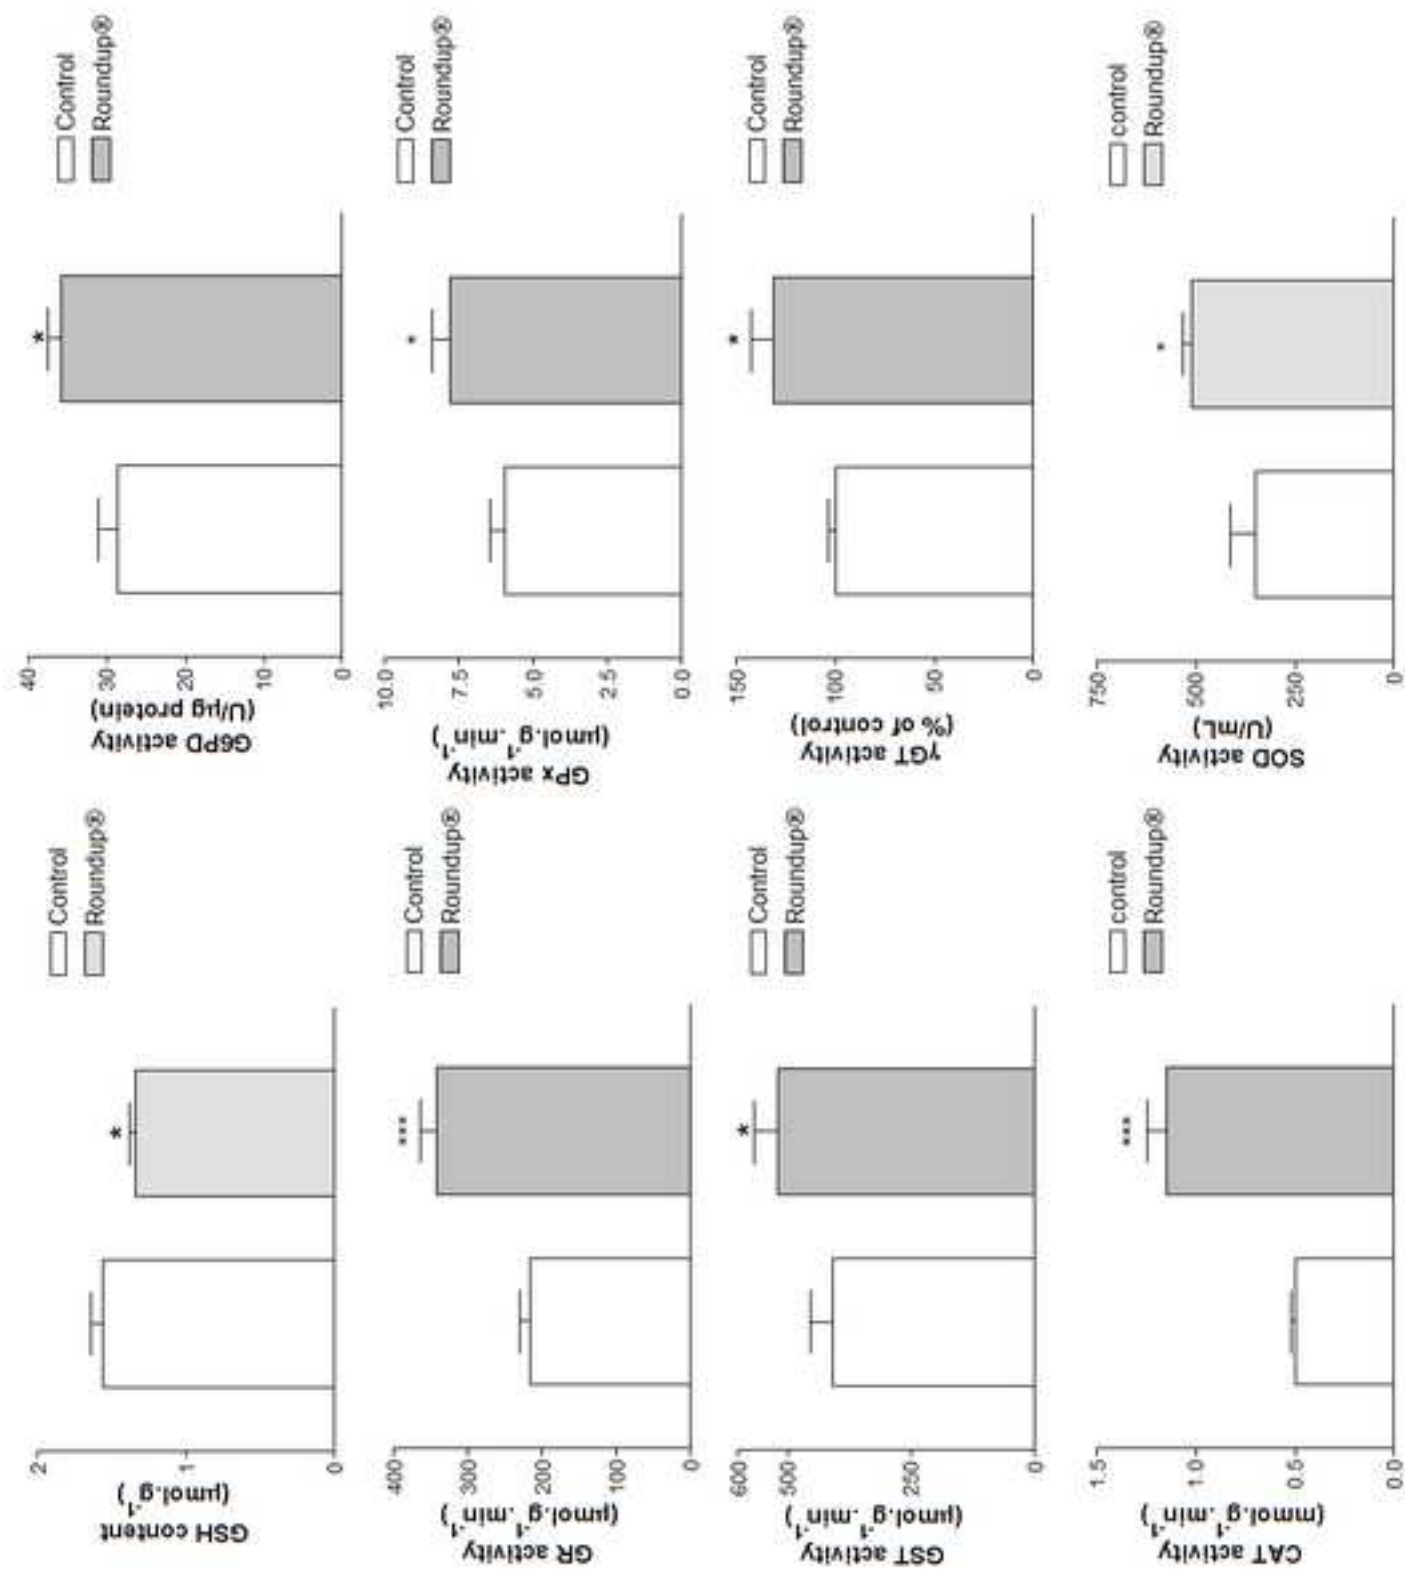 GSH content
(μmol.g⁻¹)
2
1
0
*
Control
Roundup®
G6PD activity
(U/μg protein)
40
30
20
10
0
*
Control
Roundup®
GR activity
(μmol.g⁻¹.min⁻¹)
400
300
200
100
0
***
Control
Roundup®
GPx activity
(μmol.g⁻¹.min⁻¹)
10.0
7.5
5.0
2.5
0.0
*
Control
Roundup®
GST activity
(μmol.g⁻¹.min⁻¹)
600
500
250
0
*
Control
Roundup®
γGT activity
(% of control)
150
100
50
0
*
Control
Roundup®
CAT activity
(mmol.g⁻¹.min⁻¹)
1.5
1.0
0.5
0.0
***
control
Roundup®
SOD activity
(U/mL)
750
500
250
0
*
control
Roundup®